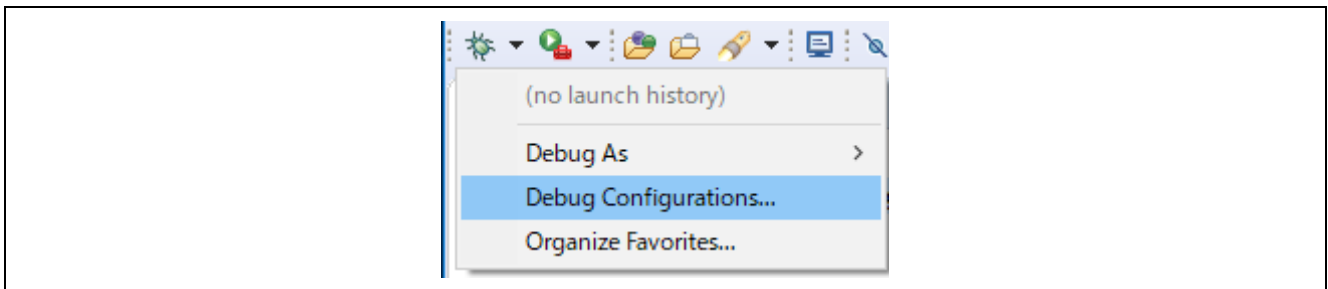 (no launch history)
Debug As
Debug Configurations...
Organize Favorites...